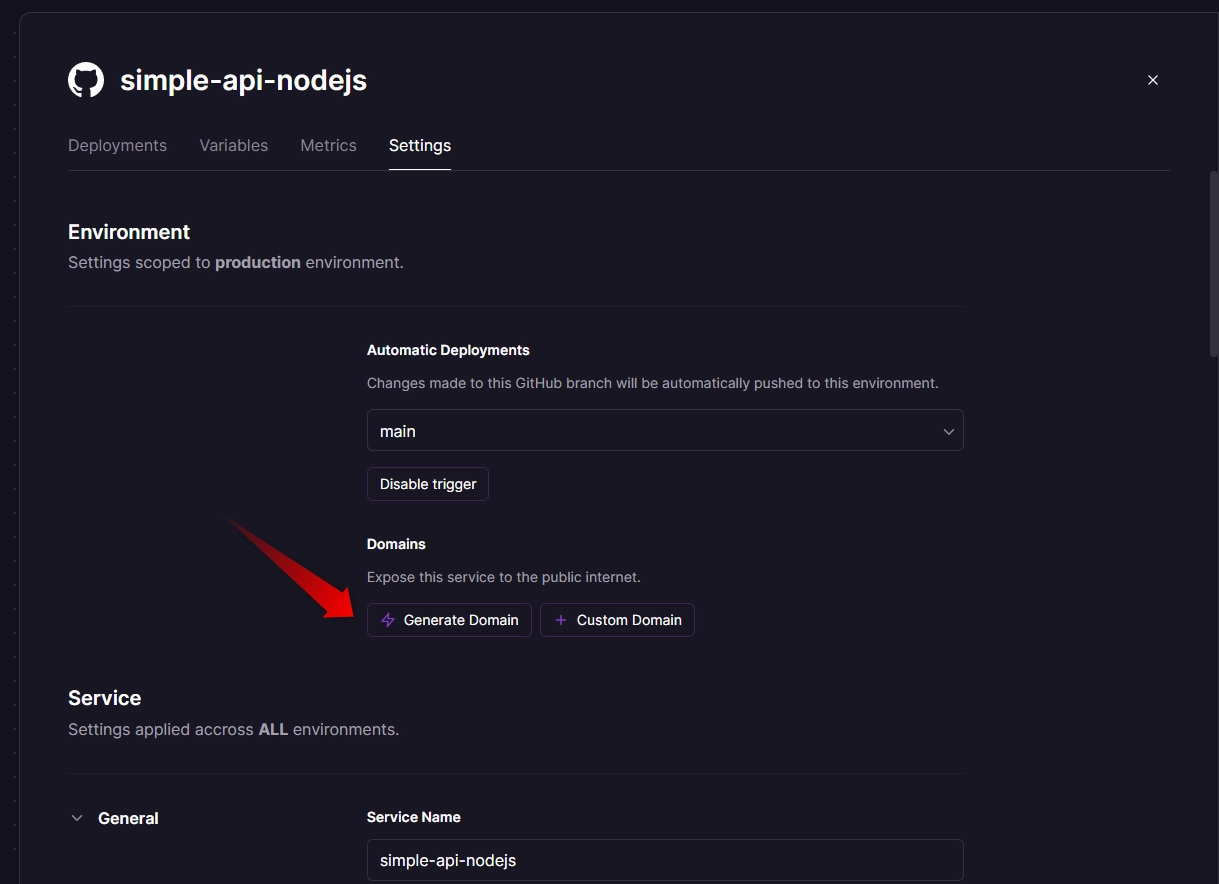 simple-api-nodejs
Deployments Variables Metrics Settings
Environment
Settings scoped to production environment.
Automatic Deployments
Changes made to this GitHub branch will be automatically pushed to this environment.
main
Disable trigger
Domains
Expose this service to the public internet.
Generate Domain Custom Domain
Service
Settings applied accross ALL environments.
General Service Name
simple-api-nodejs